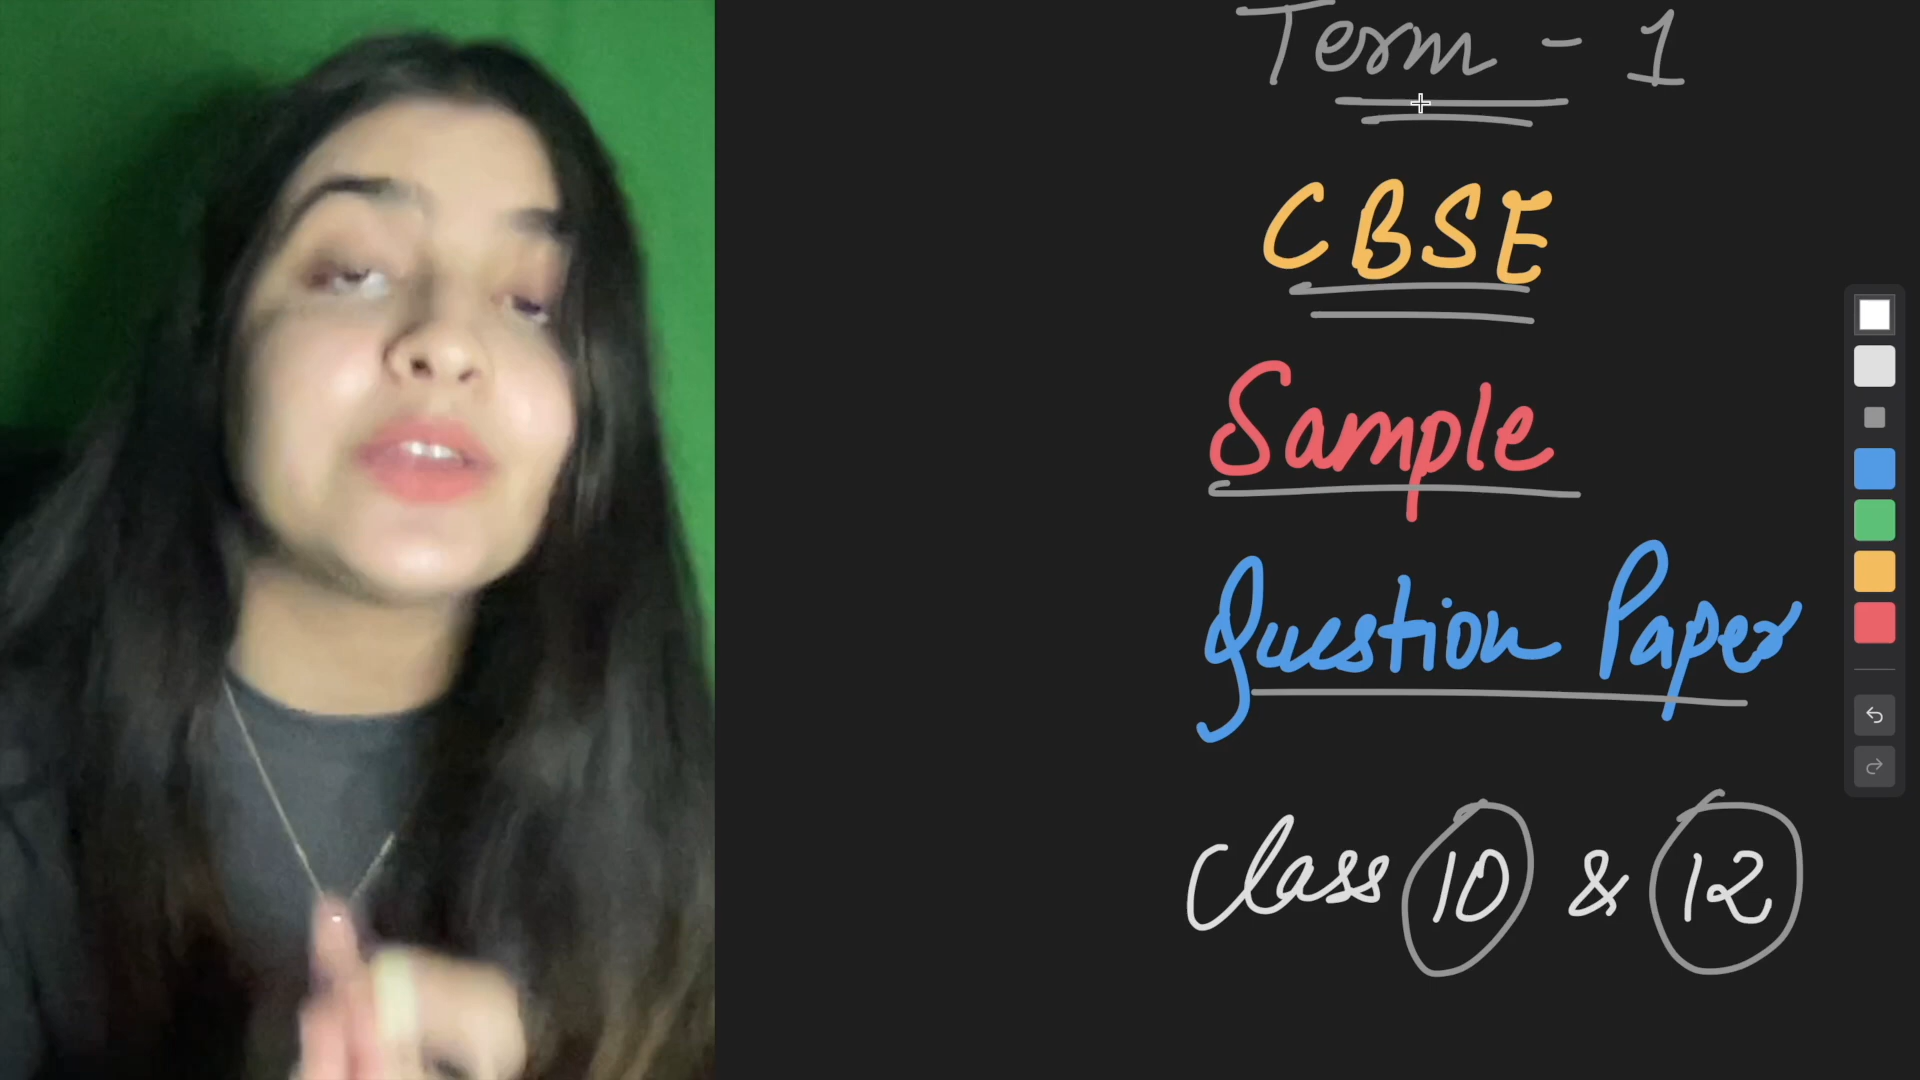 Term - 1
CBSE
Sample
Question Paper
Class 10 & 12